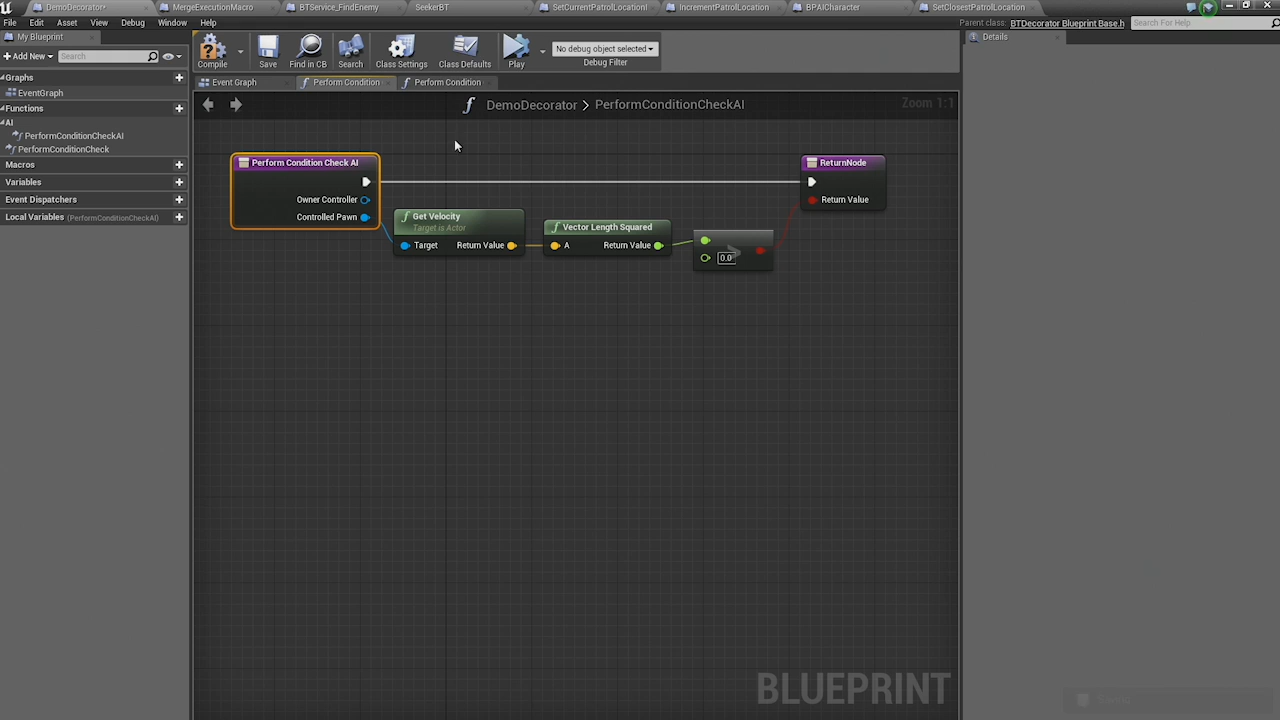 DemoDecorator*
MergeExecutionMacro
BTService_FindEnemy
SeekerBT
SetCurrentPatrolLocation!
IncrementPatrolLocation
BPAICharacter
SetClosestPatrolLocation
File Edit Asset View Debug Window Help
Parent class: BTDecorator Blueprint Base.h
Search For Help
My Blueprint
Details
Add New
Search
Compile
Save
Find in CB
Search
Class Settings
Class Defaults
Play
No debug object selected
Debug Filter
Event Graph
Perform Condition
Perform Condition
DemoDecorator > PerformConditionCheckAI
Zoom 1:1
Graphs
EventGraph
Functions
AI
PerformConditionCheckAI
PerformConditionCheck
Macros
Variables
Event Dispatchers
Local Variables (PerformConditionCheckAI)
Perform Condition Check AI
Owner Controller
Controlled Pawn
Get Velocity
Target is Actor
Target Return Value
Vector Length Squared
A Return Value
>
0.0
ReturnNode
Return Value
BLUEPRINT